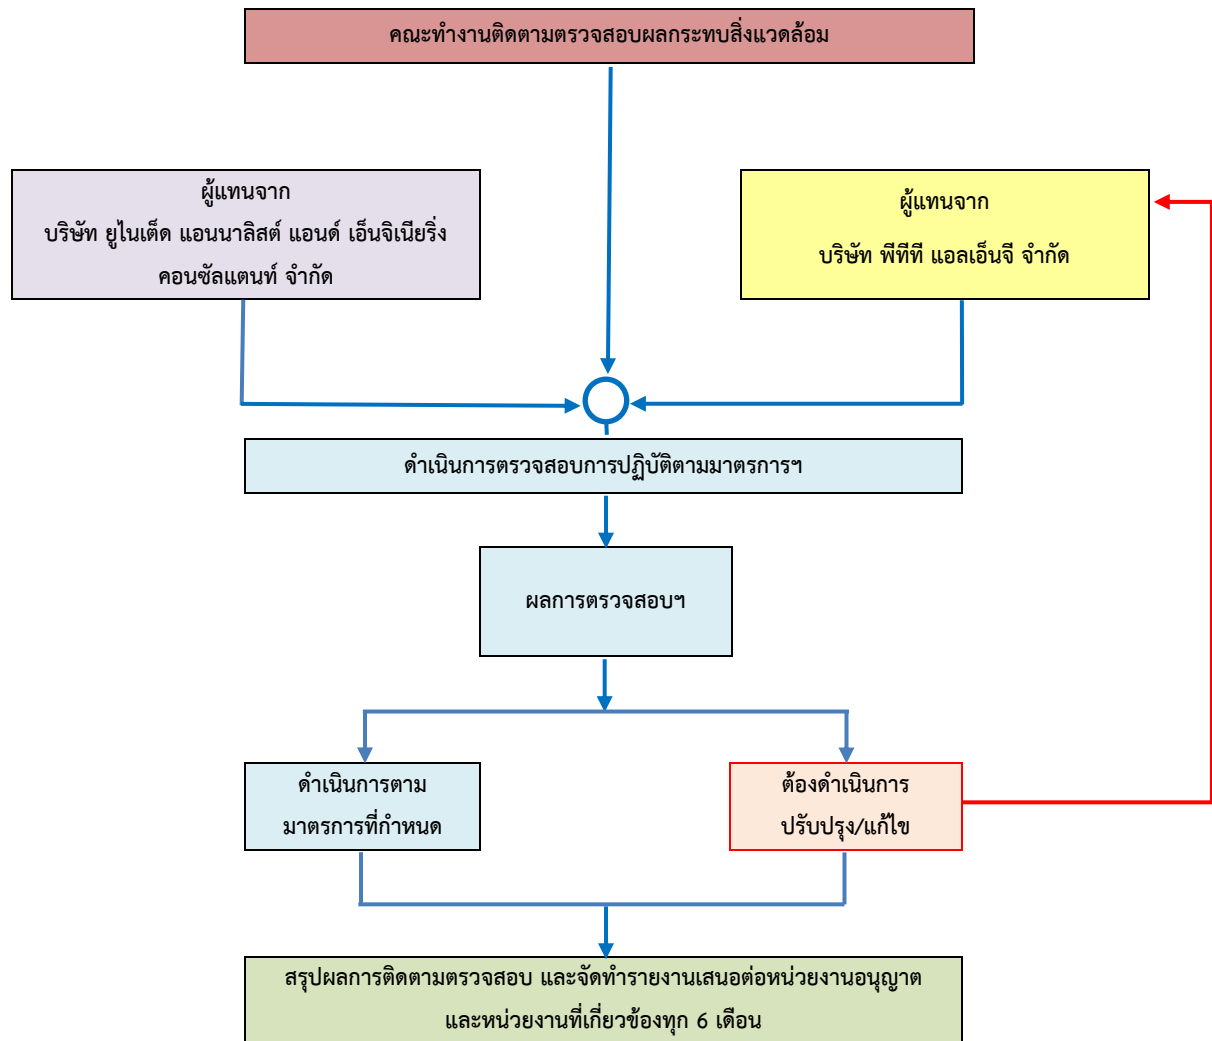 คณะทำงานติดตามตรวจสอบผลกระทบสิ่งแวดล้อม
ผู้แทนจาก
บริษัท ยูไนเต็ด แอนนาลิสต์ แอนด์ เอ็นจิเนียริ่ง
คอนซัลแตนท์ จำกัด
ผู้แทนจาก
บริษัท พีทีที แอลเอ็นจี จำกัด
ดำเนินการตรวจสอบการปฏิบัติตามมาตรการฯ
ผลการตรวจสอบฯ
ดำเนินการตาม
มาตรการที่กำหนด
ต้องดำเนินการ
ปรับปรุง/แก้ไข
สรุปผลการติดตามตรวจสอบ และจัดทำรายงานเสนอต่อหน่วยงานอนุญาต
และหน่วยงานที่เกี่ยวข้องทุก 6 เดือน